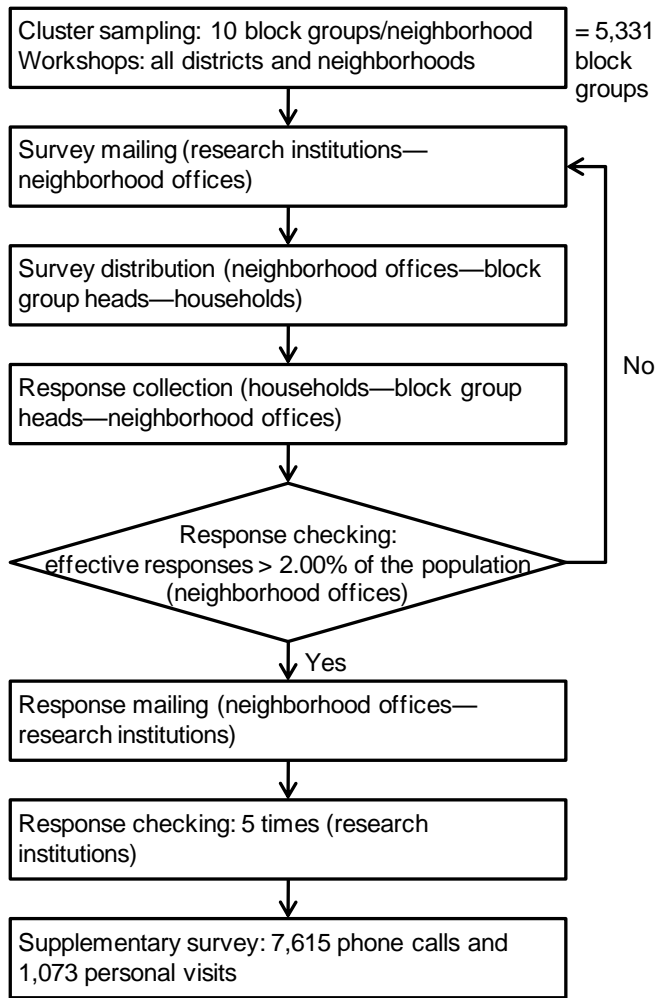 Cluster sampling: 10 block groups/neighborhood
Workshops: all districts and neighborhoods
= 5,331
block
groups
Survey mailing (research institutions—
neighborhood offices)
Survey distribution (neighborhood offices—block
group heads—households)
No
Response collection (households—block group
heads—neighborhood offices)
Response checking:
effective responses > 2.00% of the population
(neighborhood offices)
Yes
Response mailing (neighborhood offices—
research institutions)
Response checking: 5 times (research
institutions)
Supplementary survey: 7,615 phone calls and
1,073 personal visits